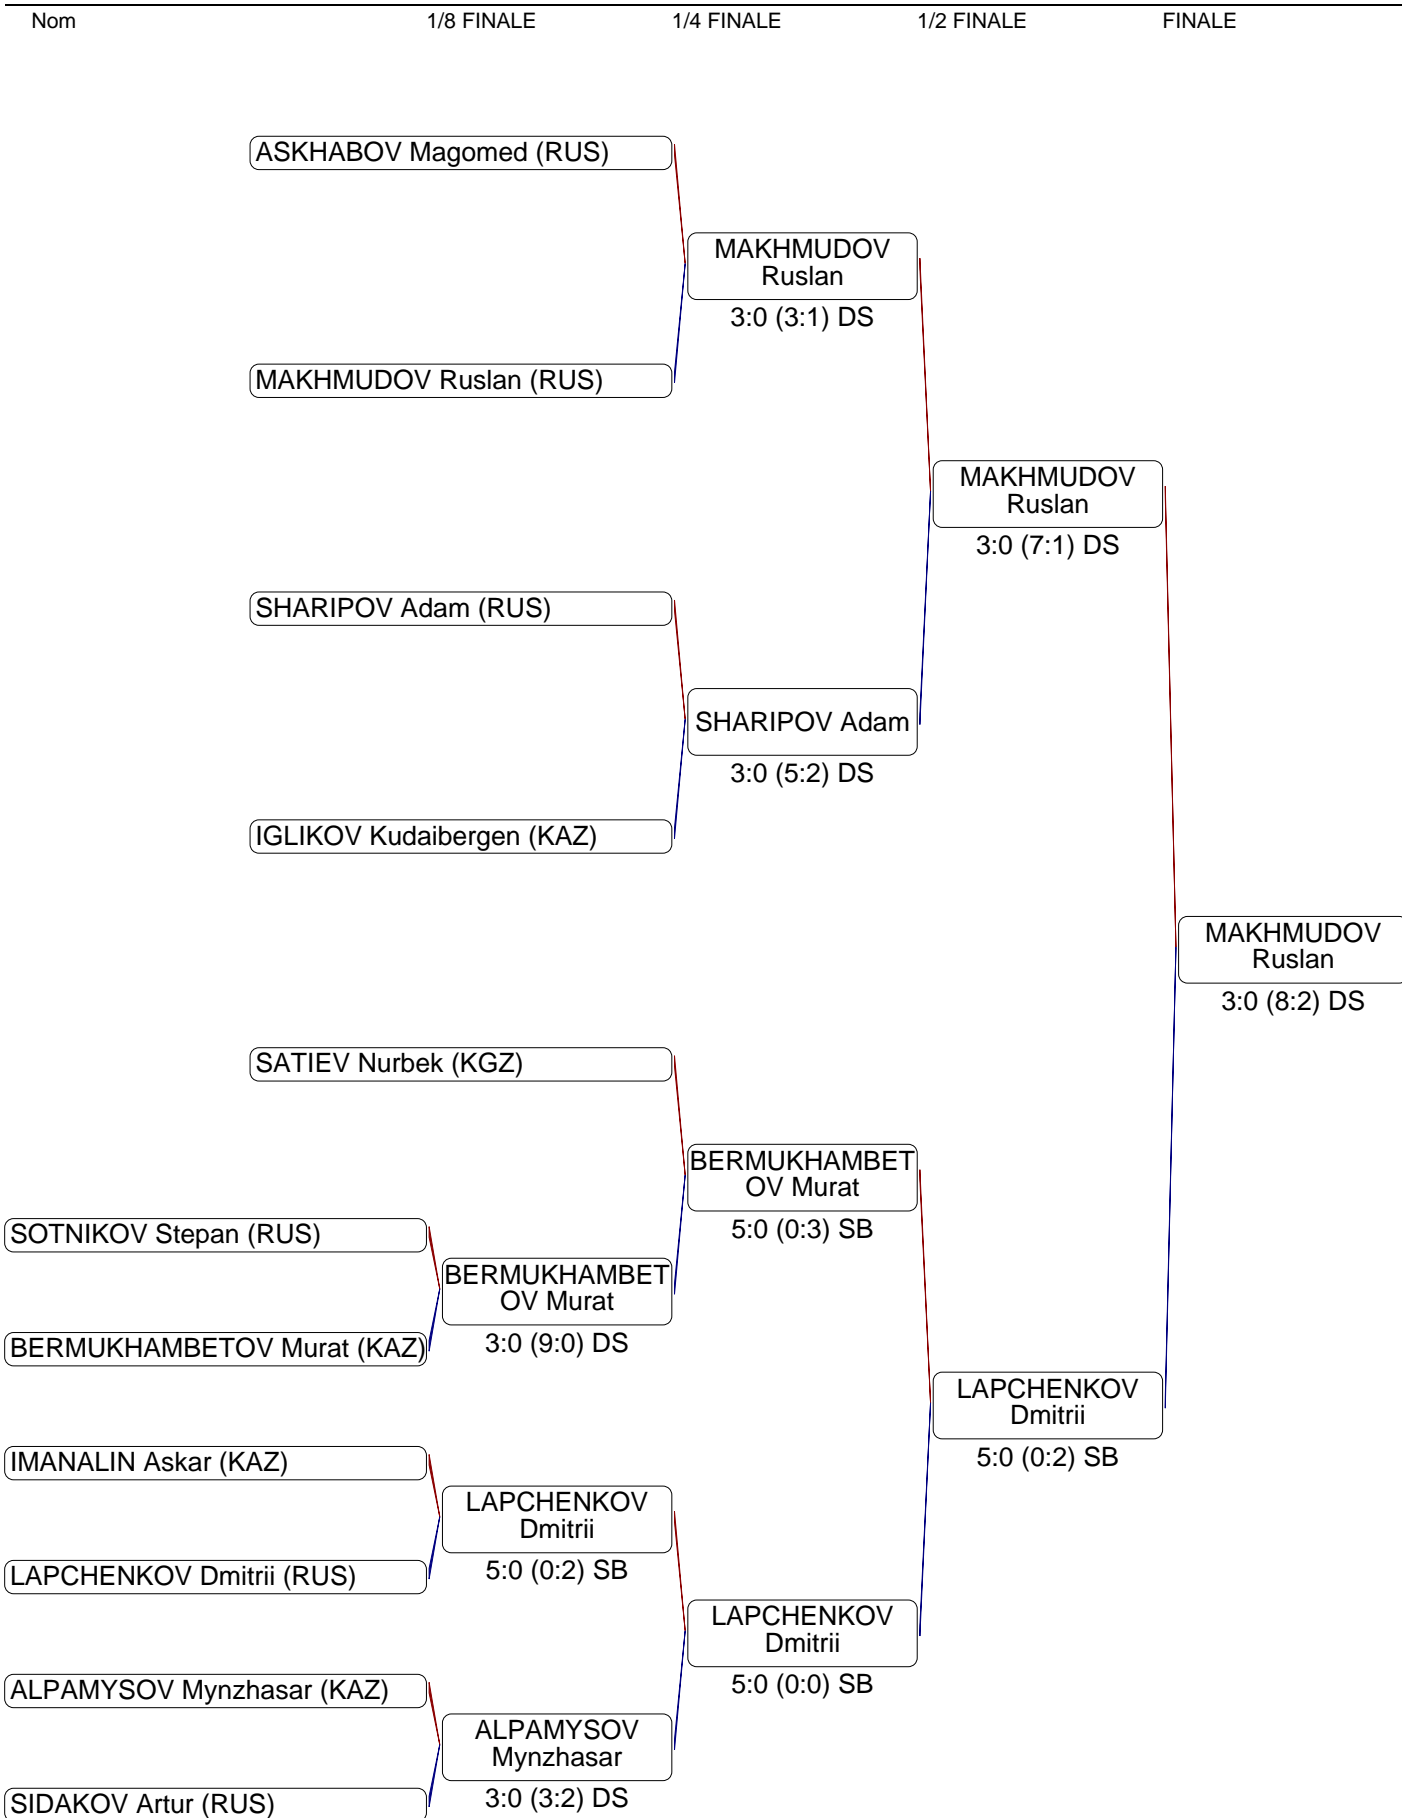 Nom 1/8 FINALE 1/4 FINALE 1/2 FINALE FINALE
ASKHABOV Magomed (RUS)
MAKHMUDOV
Ruslan
3:0 (3:1) DS
MAKHMUDOV Ruslan (RUS)
MAKHMUDOV
Ruslan
3:0 (7:1) DS
SHARIPOV Adam (RUS)
SHARIPOV Adam
3:0 (5:2) DS
IGLIKOV Kudaibergen (KAZ)
MAKHMUDOV
Ruslan
3:0 (8:2) DS
SATIEV Nurbek (KGZ)
BERMUKHAMBET
OV Murat
5:0 (0:3) SB
SOTNIKOV Stepan (RUS)
BERMUKHAMBET
OV Murat
3:0 (9:0) DS
BERMUKHAMBETOV Murat (KAZ)
LAPCHENKOV
Dmitrii
5:0 (0:2) SB
IMANALIN Askar (KAZ)
LAPCHENKOV
Dmitrii
5:0 (0:2) SB
LAPCHENKOV Dmitrii (RUS)
LAPCHENKOV
Dmitrii
5:0 (0:0) SB
ALPAMYSOV Mynzhasar (KAZ)
ALPAMYSOV
Mynzhasar
3:0 (3:2) DS
SIDAKOV Artur (RUS)